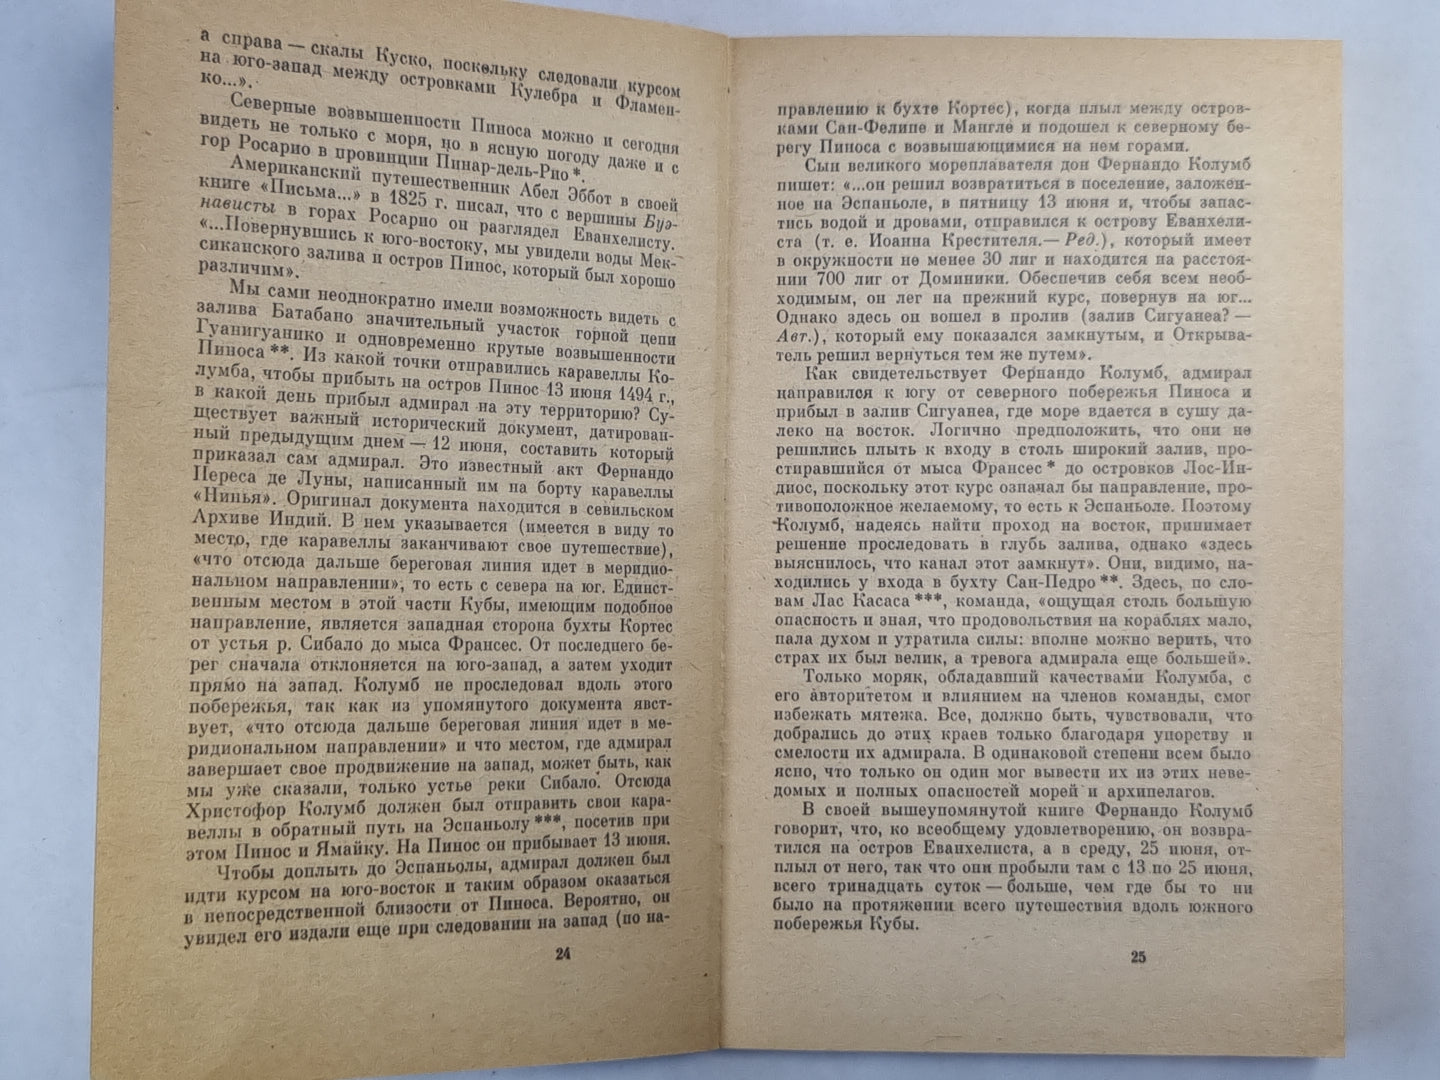 а справа — скалы Куско, поскольку следовали курсом
на юго-запад между островками Кулебра и Фламен-
ко...».
Северные возвышенности Пиноса можно и сегодня
видеть не только с моря, но в ясную погоду даже и с
гор Росарио в провинции Пинар-дель-Рио *.
Американский путешественник Абел Эббот в своей
книге «Письма...» в 1825 г. писал, что с вершины Буэ-
нависты в горах Росарио он разглядел Еванхелисту.
«...Повернувшись к юго-востоку, мы увидели воды Мек-
сиканского залива и остров Пинос, который был хорошо
различим».
Мы сами неоднократно имели возможность видеть с
залива Батабано значительный участок горной цепи
Гуанигуанико и одновременно крутые возвышенности
Пиноса **. Из какой точки отправились каравеллы Ко-
лумба, чтобы прибыть на остров Пинос 13 июня 1494 г.,
в какой день прибыл адмирал на эту территорию? Су-
ществует важный исторический документ, датирован-
ный предыдущим днем — 12 июня, составить который
приказал сам адмирал. Это известный акт Фернандо
Переса де Луны, написанный им на борту каравеллы
«Нинья». Оригинал документа находится в севильском
Архиве Индий. В нем указывается (имеется в виду то
место, где каравеллы заканчивают свое путешествие),
«что отсюда дальше береговая линия идет в меридио-
нальном направлении», то есть с севера на юг. Единст-
венным местом в этой части Кубы, имеющим подобное
направление, является западная сторона бухты Кортес
от устья р. Сибало до мыса Франсес. От последнего бе-
рег сначала отклоняется на юго-запад, а затем уходит
прямо на запад. Колумб не проследовал вдоль этого
побережья, так как из упомянутого документа явст-
вует, «что отсюда дальше береговая линия идет в ме-
ридиональном направлении» и что местом, где адмирал
завершает свое продвижение на запад, может быть, как
мы уже сказали, только устье реки Сибало. Отсюда
Христофор Колумб должен был отправить свои кара-
веллы в обратный путь на Эспаньолу ***, посетив при
этом Пинос и Ямайку. На Пинос он прибывает 13 июня.
Чтобы доплыть до Эспаньолы, адмирал должен был
идти курсом на юго-восток и таким образом оказаться
в непосредственной близости от Пиноса. Вероятно, он
увидел его издали еще при следовании на запад (по на-
24
правлению к бухте Кортес), когда плыл между остров-
ками Сан-Фелипе и Мангле и подошел к северному бе-
регу Пиноса с возвышающимися на нем горами.
Сын великого мореплавателя дон Фернандо Колумб
пишет: «...он решил возвратиться в поселение, заложен-
ное на Эспаньоле, в пятницу 13 июня и, чтобы запас-
тись водой и дровами, отправился к острову Еванхели-
ста (т. е. Иоанна Крестителя.— Ред.), который имеет
в окружности не менее 30 лиг и находится на расстоя-
нии 700 лиг от Доминики. Обеспечив себя всем необ-
ходимым, он лег на прежний курс, повернув на юг...
Однако здесь он вошел в пролив (залив Сигуанеа? —
Авт.), который ему показался замкнутым, и Открыва-
тель решил вернуться тем же путем».
Как свидетельствует Фернандо Колумб, адмирал
направился к югу от северного побережья Пиноса и
прибыл в залив Сигуанеа, где море вдается в сушу да-
леко на восток. Логично предположить, что они не
решились плыть к входу в столь широкий залив, про-
стиравшийся от мыса Франсес * до островков Лос-Ин-
диос, поскольку этот курс означал бы направление, про-
тивоположное желаемому, то есть к Эспаньоле. Поэтому
Колумб, надеясь найти проход на восток, принимает
решение проследовать в глубь залива, однако «здесь
выяснилось, что канал этот замкнут». Они, видимо, на-
ходились у входа в бухту Сан-Педро **. Здесь, по сло-
вам Лас Касаса ***, команда, «ощущая столь большую
опасность и зная, что продовольствия на кораблях мало,
пала духом и утратила силы: вполне можно верить, что
страх их был велик, а тревога адмирала еще большей».
Только моряк, обладавший качествами Колумба, с
его авторитетом и влиянием на членов команды, смог
избежать мятежа. Все, должно быть, чувствовали, что
добрались до этих краев только благодаря упорству и
смелости их адмирала. В одинаковой степени всем было
ясно, что только он один мог вывести их из этих неве-
домых и полных опасностей морей и архипелагов.
В своей вышеупомянутой книге Фернандо Колумб
говорит, что, ко всеобщему удовлетворению, он возвра-
тился на остров Еванхелиста, а в среду, 25 июня, от-
плыл от него, так что они пробыли там с 13 по 25 июня,
всего тринадцать суток — больше, чем где бы то ни
было на протяжении всего путешествия вдоль южного
побережья Кубы.
25